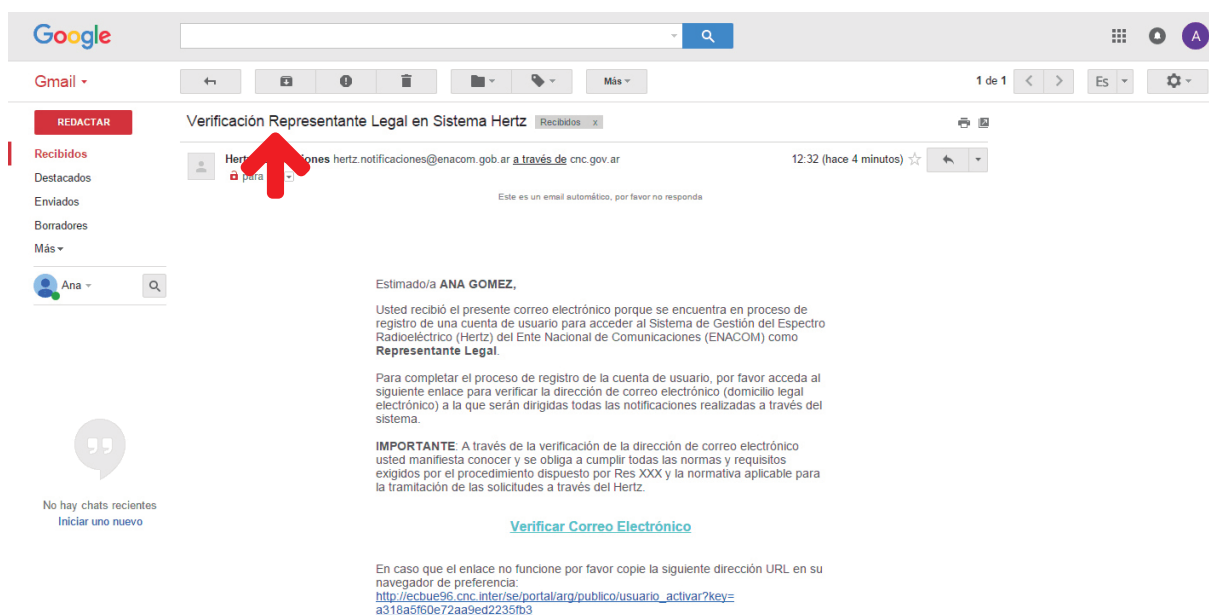 Google
A
Gmail
Más
1 de 1
Es
REDACTAR
Verificación Representante Legal en Sistema Hertz Recibidos x
Recibidos
Destacados
Enviados
Borradores
Más
Ana
hertz.notificaciones@enacom.gob.ar a través de cnc.gov.ar
12:32 (hace 4 minutos)
para
Este es un email automático, por favor no responda
Estimado/a ANA GOMEZ,
Usted recibió el presente correo electrónico porque se encuentra en proceso de
registro de una cuenta de usuario para acceder al Sistema de Gestión del Espectro
Radioeléctrico (Hertz) del Ente Nacional de Comunicaciones (ENACOM) como
Representante Legal.
Para completar el proceso de registro de la cuenta de usuario, por favor acceda al
siguiente enlace para verificar la dirección de correo electrónico (domicilio legal
electrónico) a la que serán dirigidas todas las notificaciones realizadas a través del
sistema.
IMPORTANTE: A través de la verificación de la dirección de correo electrónico
usted manifiesta conocer y se obliga a cumplir todas las normas y requisitos
exigidos por el procedimiento dispuesto por Res XXX y la normativa aplicable para
la tramitación de las solicitudes a través del Hertz.
Verificar Correo Electrónico
En caso que el enlace no funcione por favor copie la siguiente dirección URL en su
navegador de preferencia:
http://ecbue96.cnc.inter/se/portal/arg/publico/usuario_activar?key=
a318a5f60e72aa9ed2235fb3
No hay chats recientes
Iniciar uno nuevo